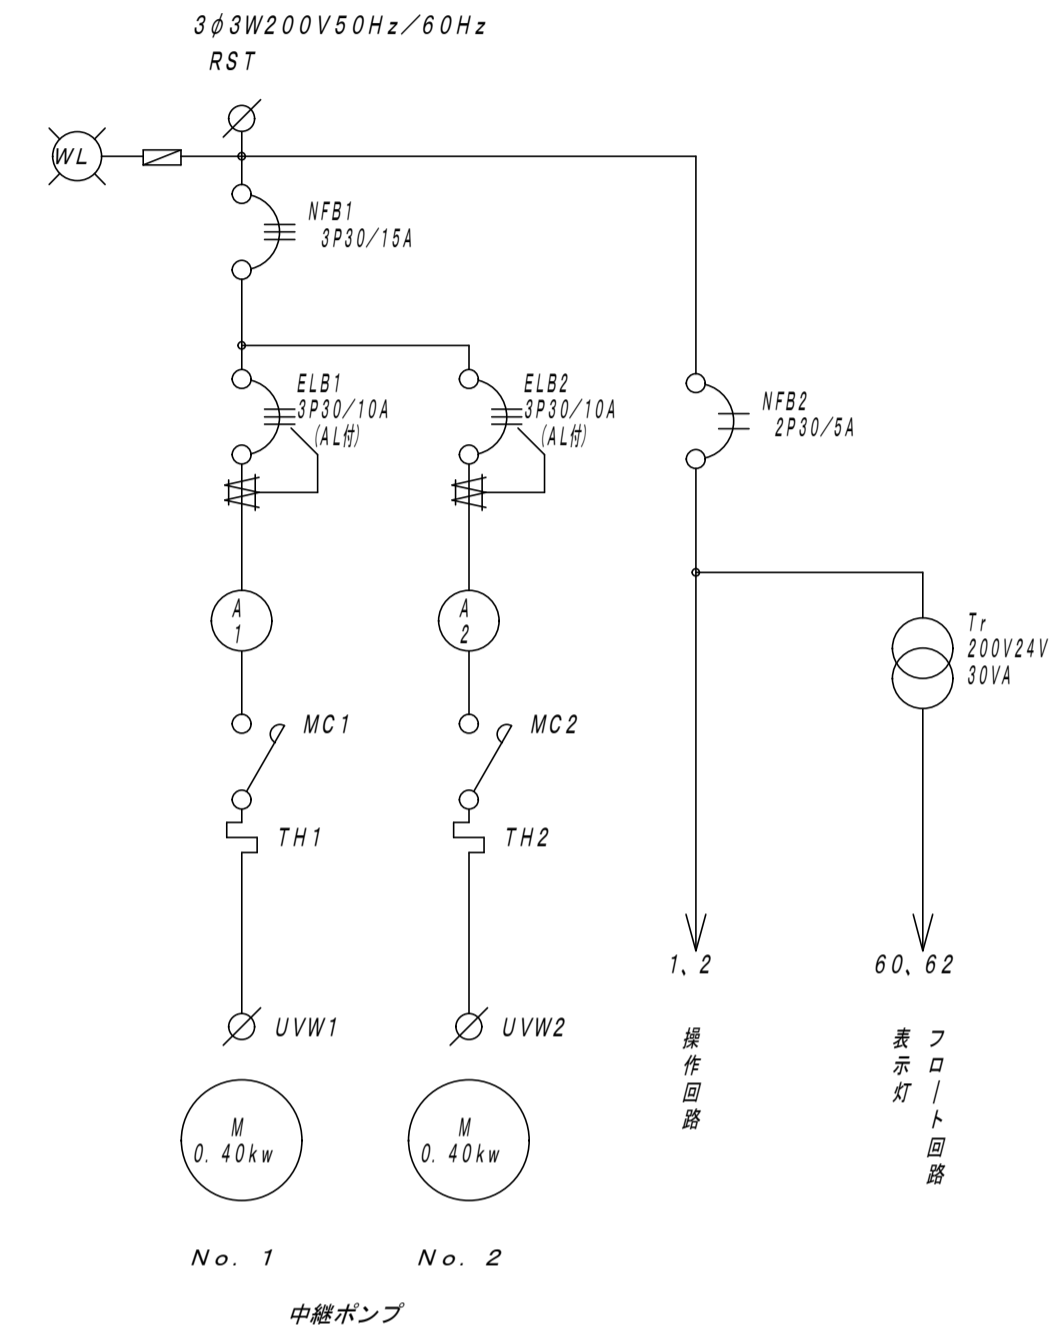 3φ3W200V50Hz/60Hz
RST
WL
NFB1
3P30/15A
ELB1
3P30/10A
(AL付)
ELB2
3P30/10A
(AL付)
NFB2
2P30/5A
A
1
A
2
Tr
200V24V
30VA
MC1
MC2
TH1
TH2
1、2
60、62
UVW1
UVW2
操作回路
フロート回路
表示灯
M
0.40kw
M
0.40kw
No. 1
No. 2
中継ポンプ